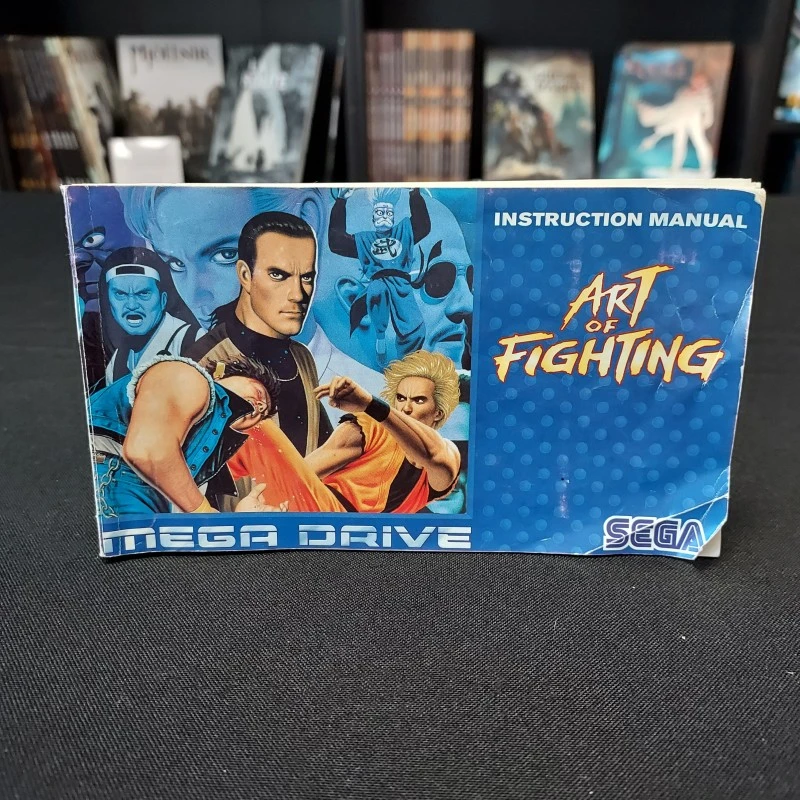 INSTRUCTION MANUAL
ART
OF
FIGHTING
MEGA DRIVE
SEGA